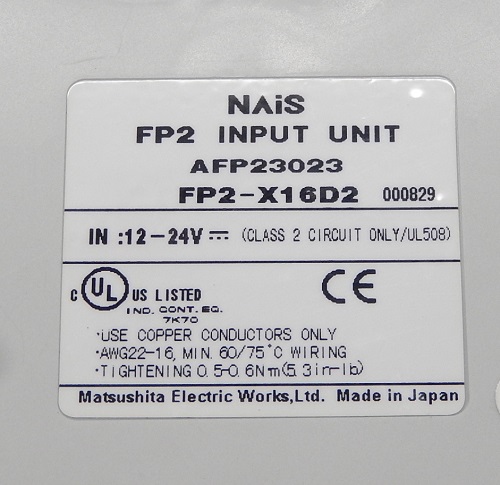 NAiS
FP2 INPUT UNIT
AFP23023
FP2-X16D2 000829
IN :12-24V⎓ (CLASS 2 CIRCUIT ONLY/UL508)
C UL US LISTED CE
IND. CONT. EQ.
7K70
·USE COPPER CONDUCTORS ONLY
·AWG22-16, MIN. 60/75°C WIRING
·TIGHTENING 0.5-0.6Nm(5.3in-lb)
Matsushita Electric Works,Ltd. Made in Japan